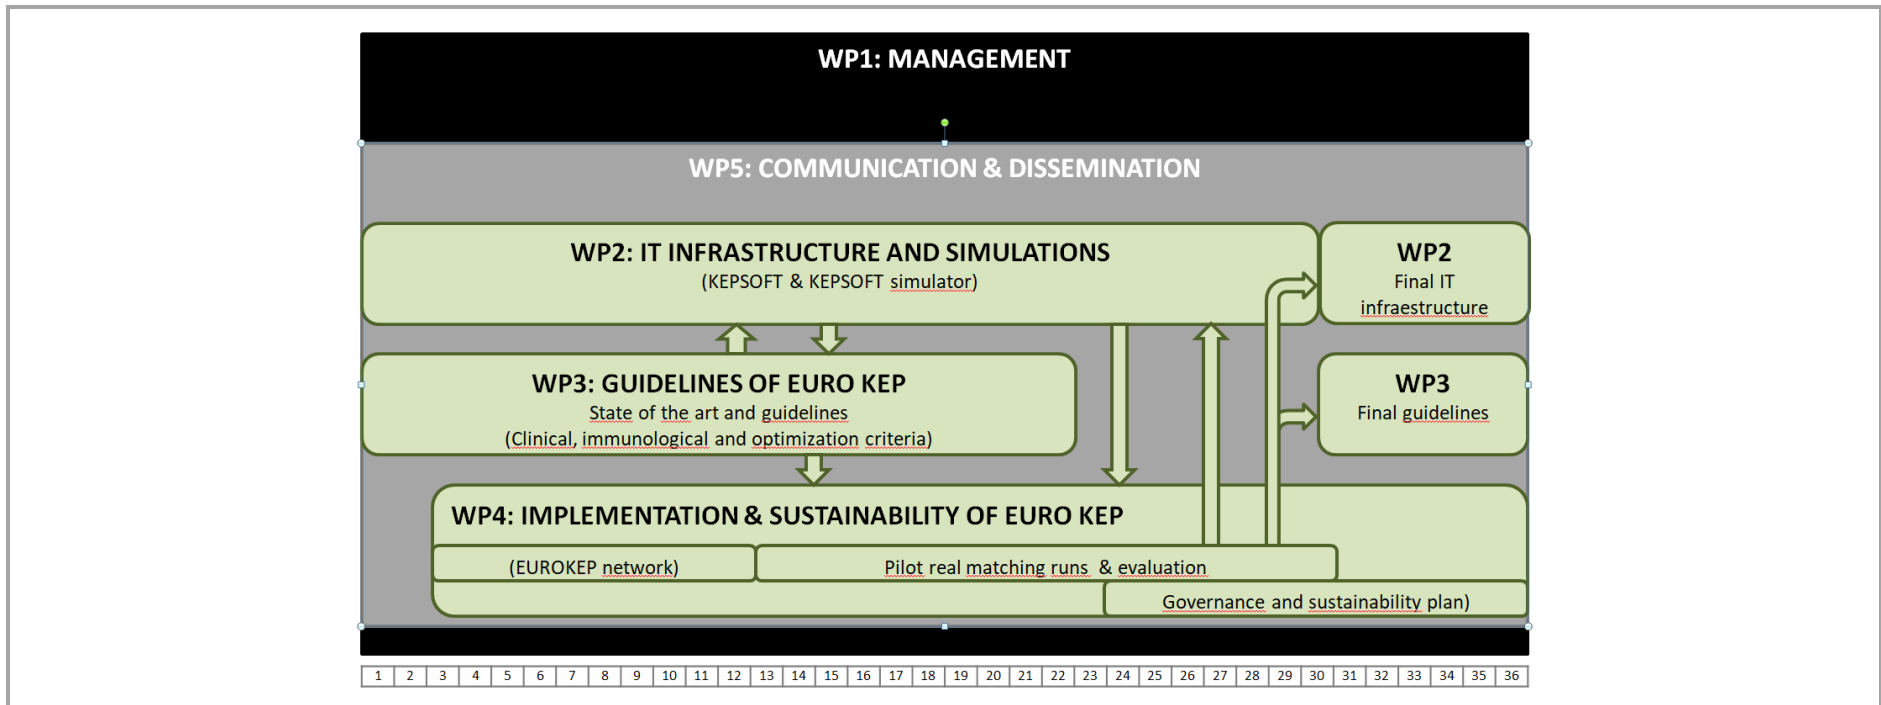 WP1: MANAGEMENT
WP5: COMMUNICATION & DISSEMINATION
WP2: IT INFRASTRUCTURE AND SIMULATIONS
(KEPSOFT & KEPSOFT simulator)
WP2
Final IT
infraestructure
WP3: GUIDELINES OF EURO KEP
State of the art and guidelines
(Clinical, immunological and optimization criteria)
WP3
Final guidelines
WP4: IMPLEMENTATION & SUSTAINABILITY OF EURO KEP
(EUROKEP network)
Pilot real matching runs & evaluation
Governance and sustainability plan)
1 2 3 4 5 6 7 8 9 10 11 12 13 14 15 16 17 18 19 20 21 22 23 24 25 26 27 28 29 30 31 32 33 34 35 36